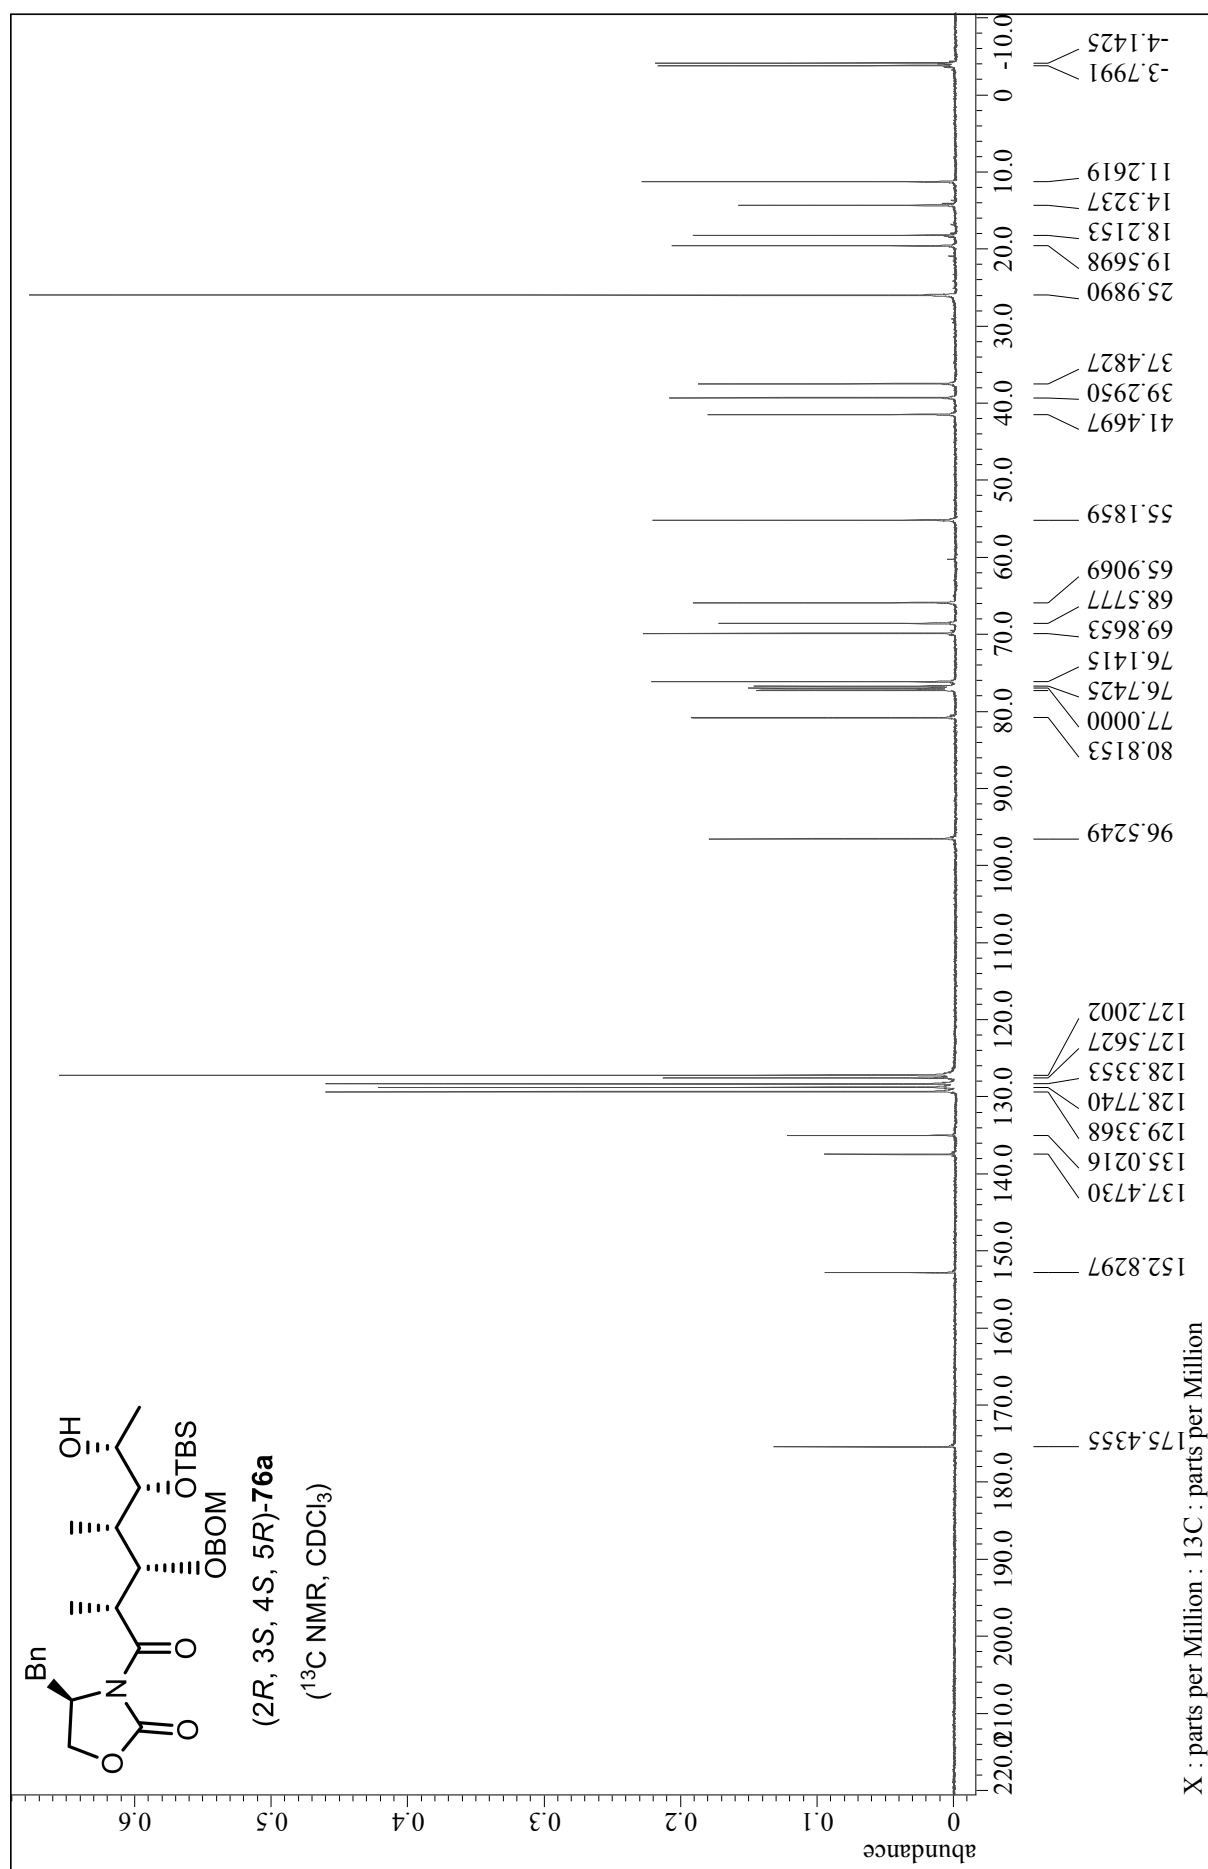 Bn
N
O
O
O
OBOM
OTBS
OH
(2R, 3S, 4S, 5R)-76a
(¹³C NMR, CDCl₃)
abundance
0 0.1 0.2 0.3 0.4 0.5 0.6
220.0 210.0 200.0 190.0 180.0 170.0 160.0 150.0 140.0 130.0 120.0 110.0 100.0 90.0 80.0 70.0 60.0 50.0 40.0 30.0 20.0 10.0 0 -10.0
175.4355
152.8297
137.4730
135.0216
129.3368
128.7740
128.3353
127.5627
127.2002
96.5249
80.8153
77.0000
76.7425
76.1415
69.8653
68.5777
65.9069
55.1859
41.4697
39.2950
37.4827
25.9890
19.5698
18.2153
14.3237
11.2619
-3.7991
-4.1425
X : parts per Million : 13C : parts per Million